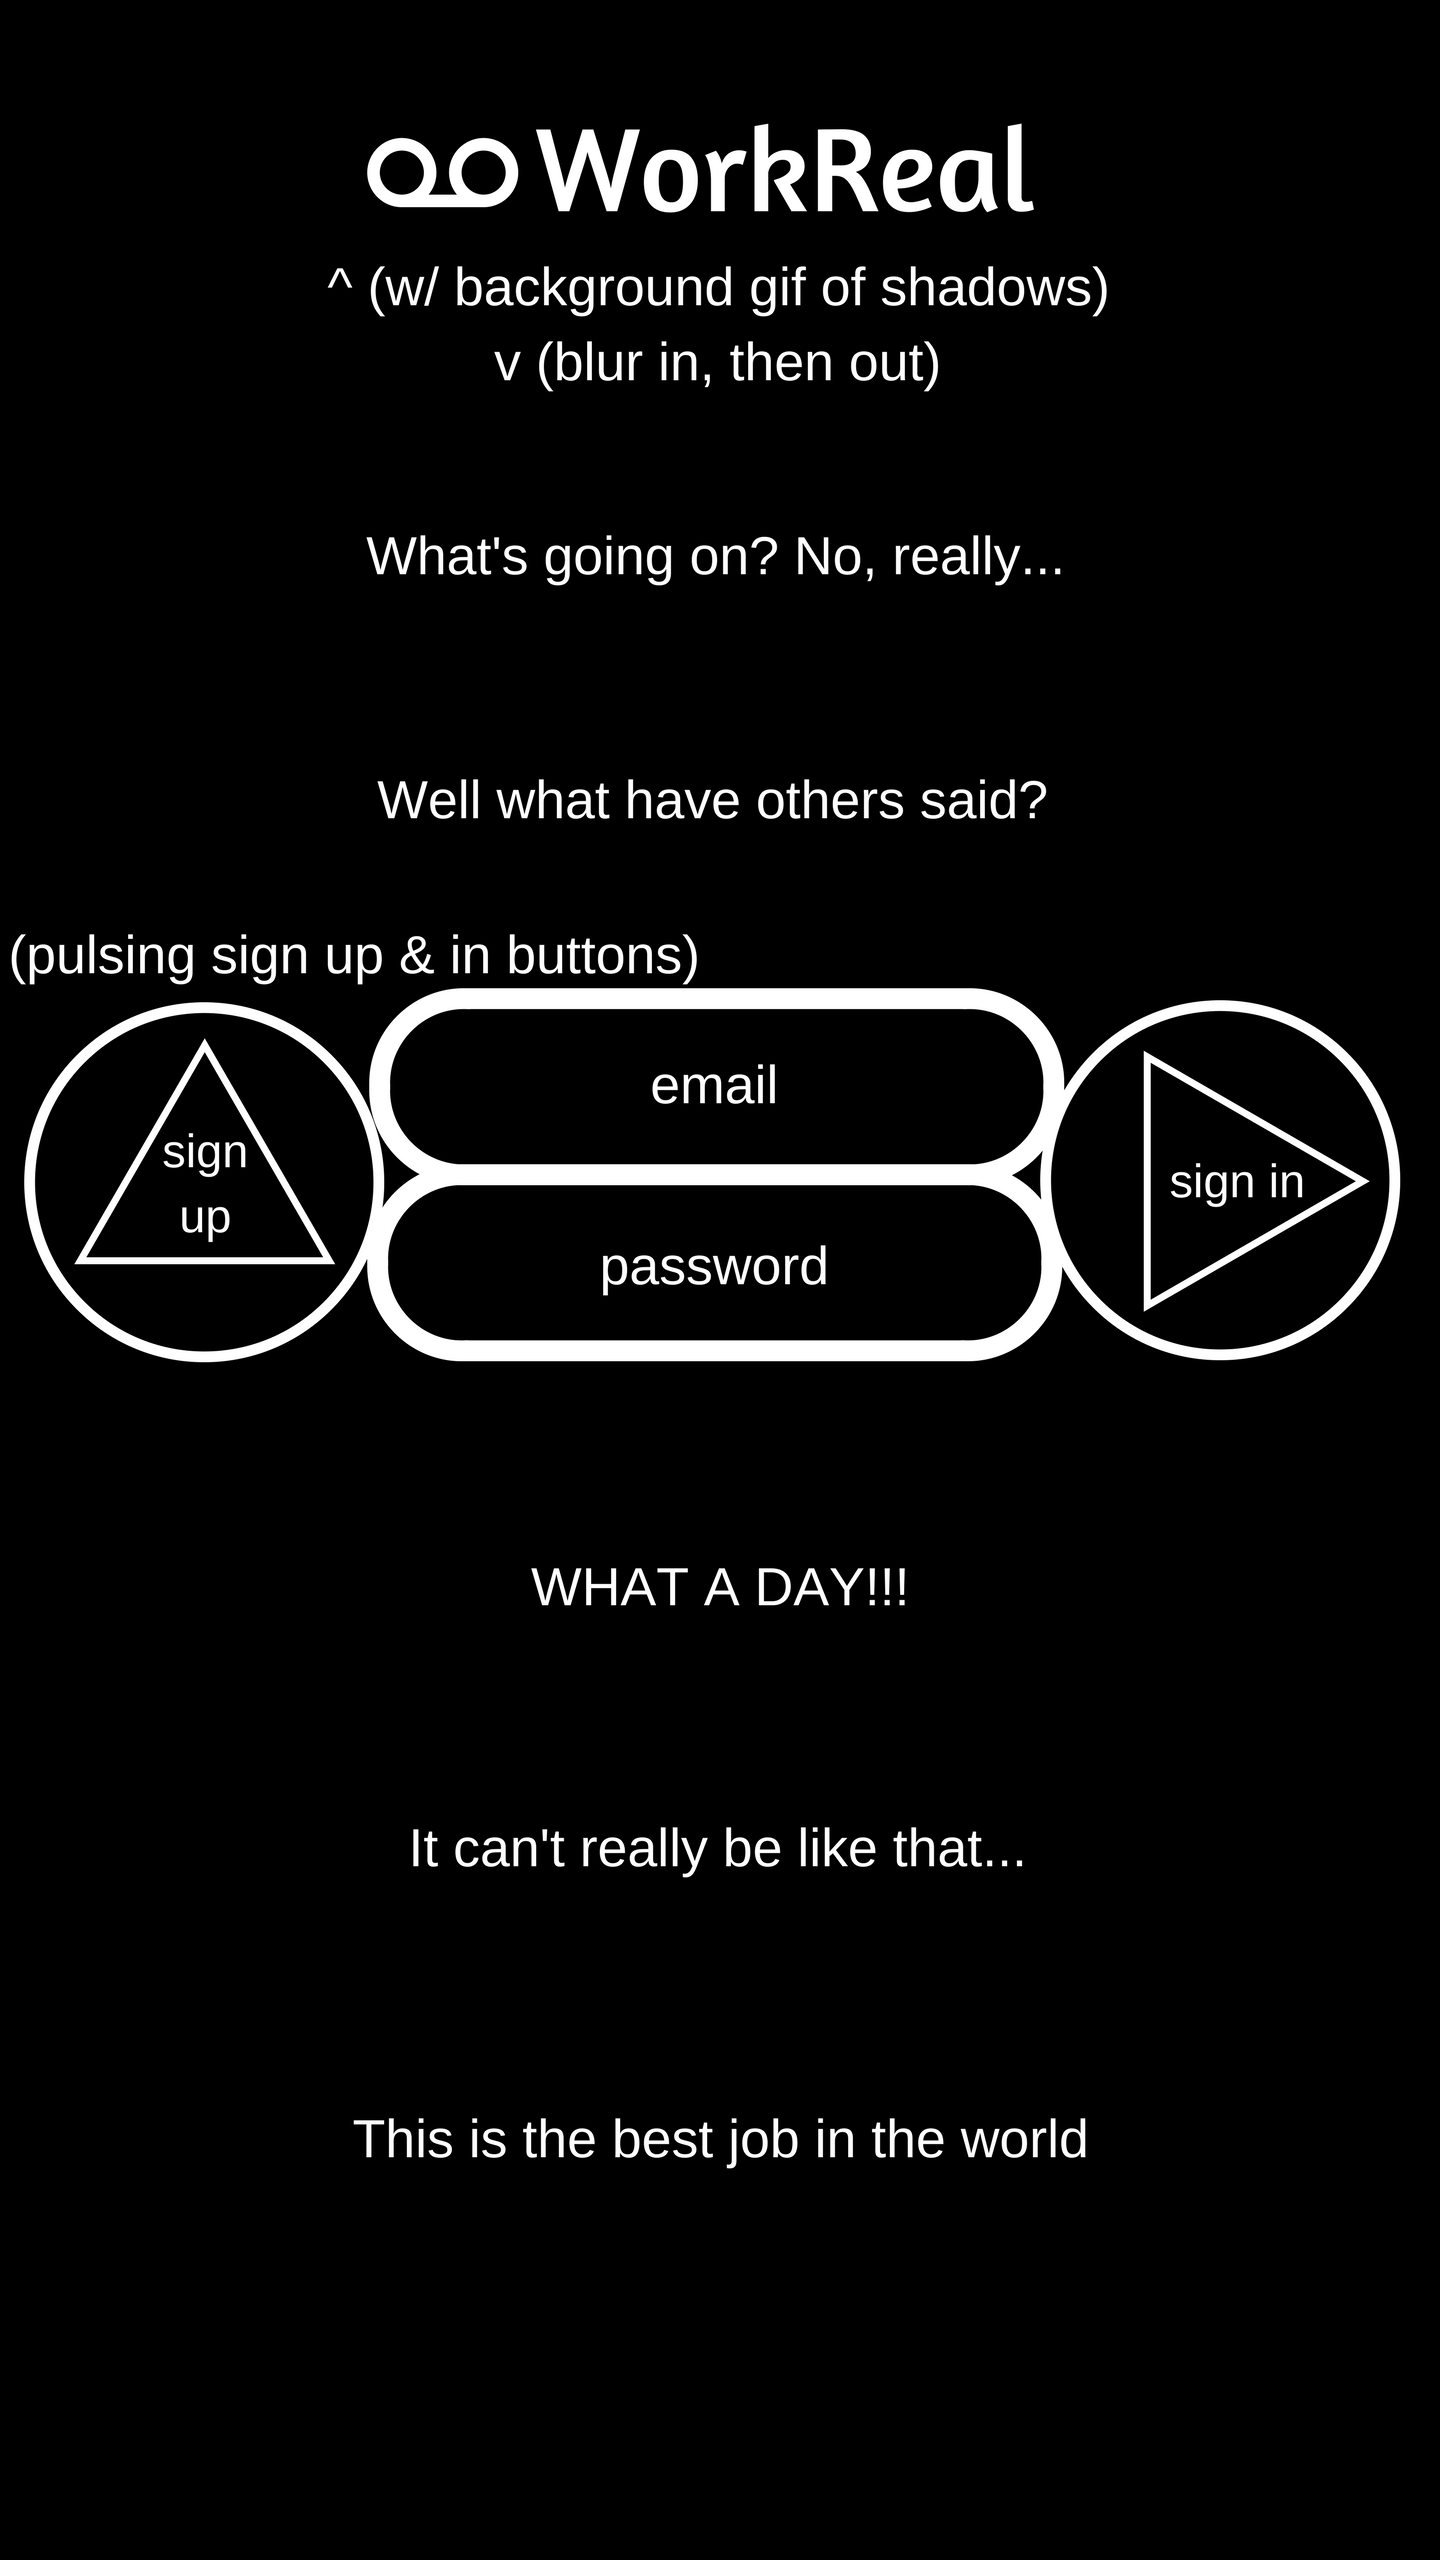 WorkReal
^ (w/ background gif of shadows)
v (blur in, then out)
What's going on? No, really...
Well what have others said?
(pulsing sign up & in buttons)
sign
up
email
password
sign in
WHAT A DAY!!!
It can't really be like that...
This is the best job in the world